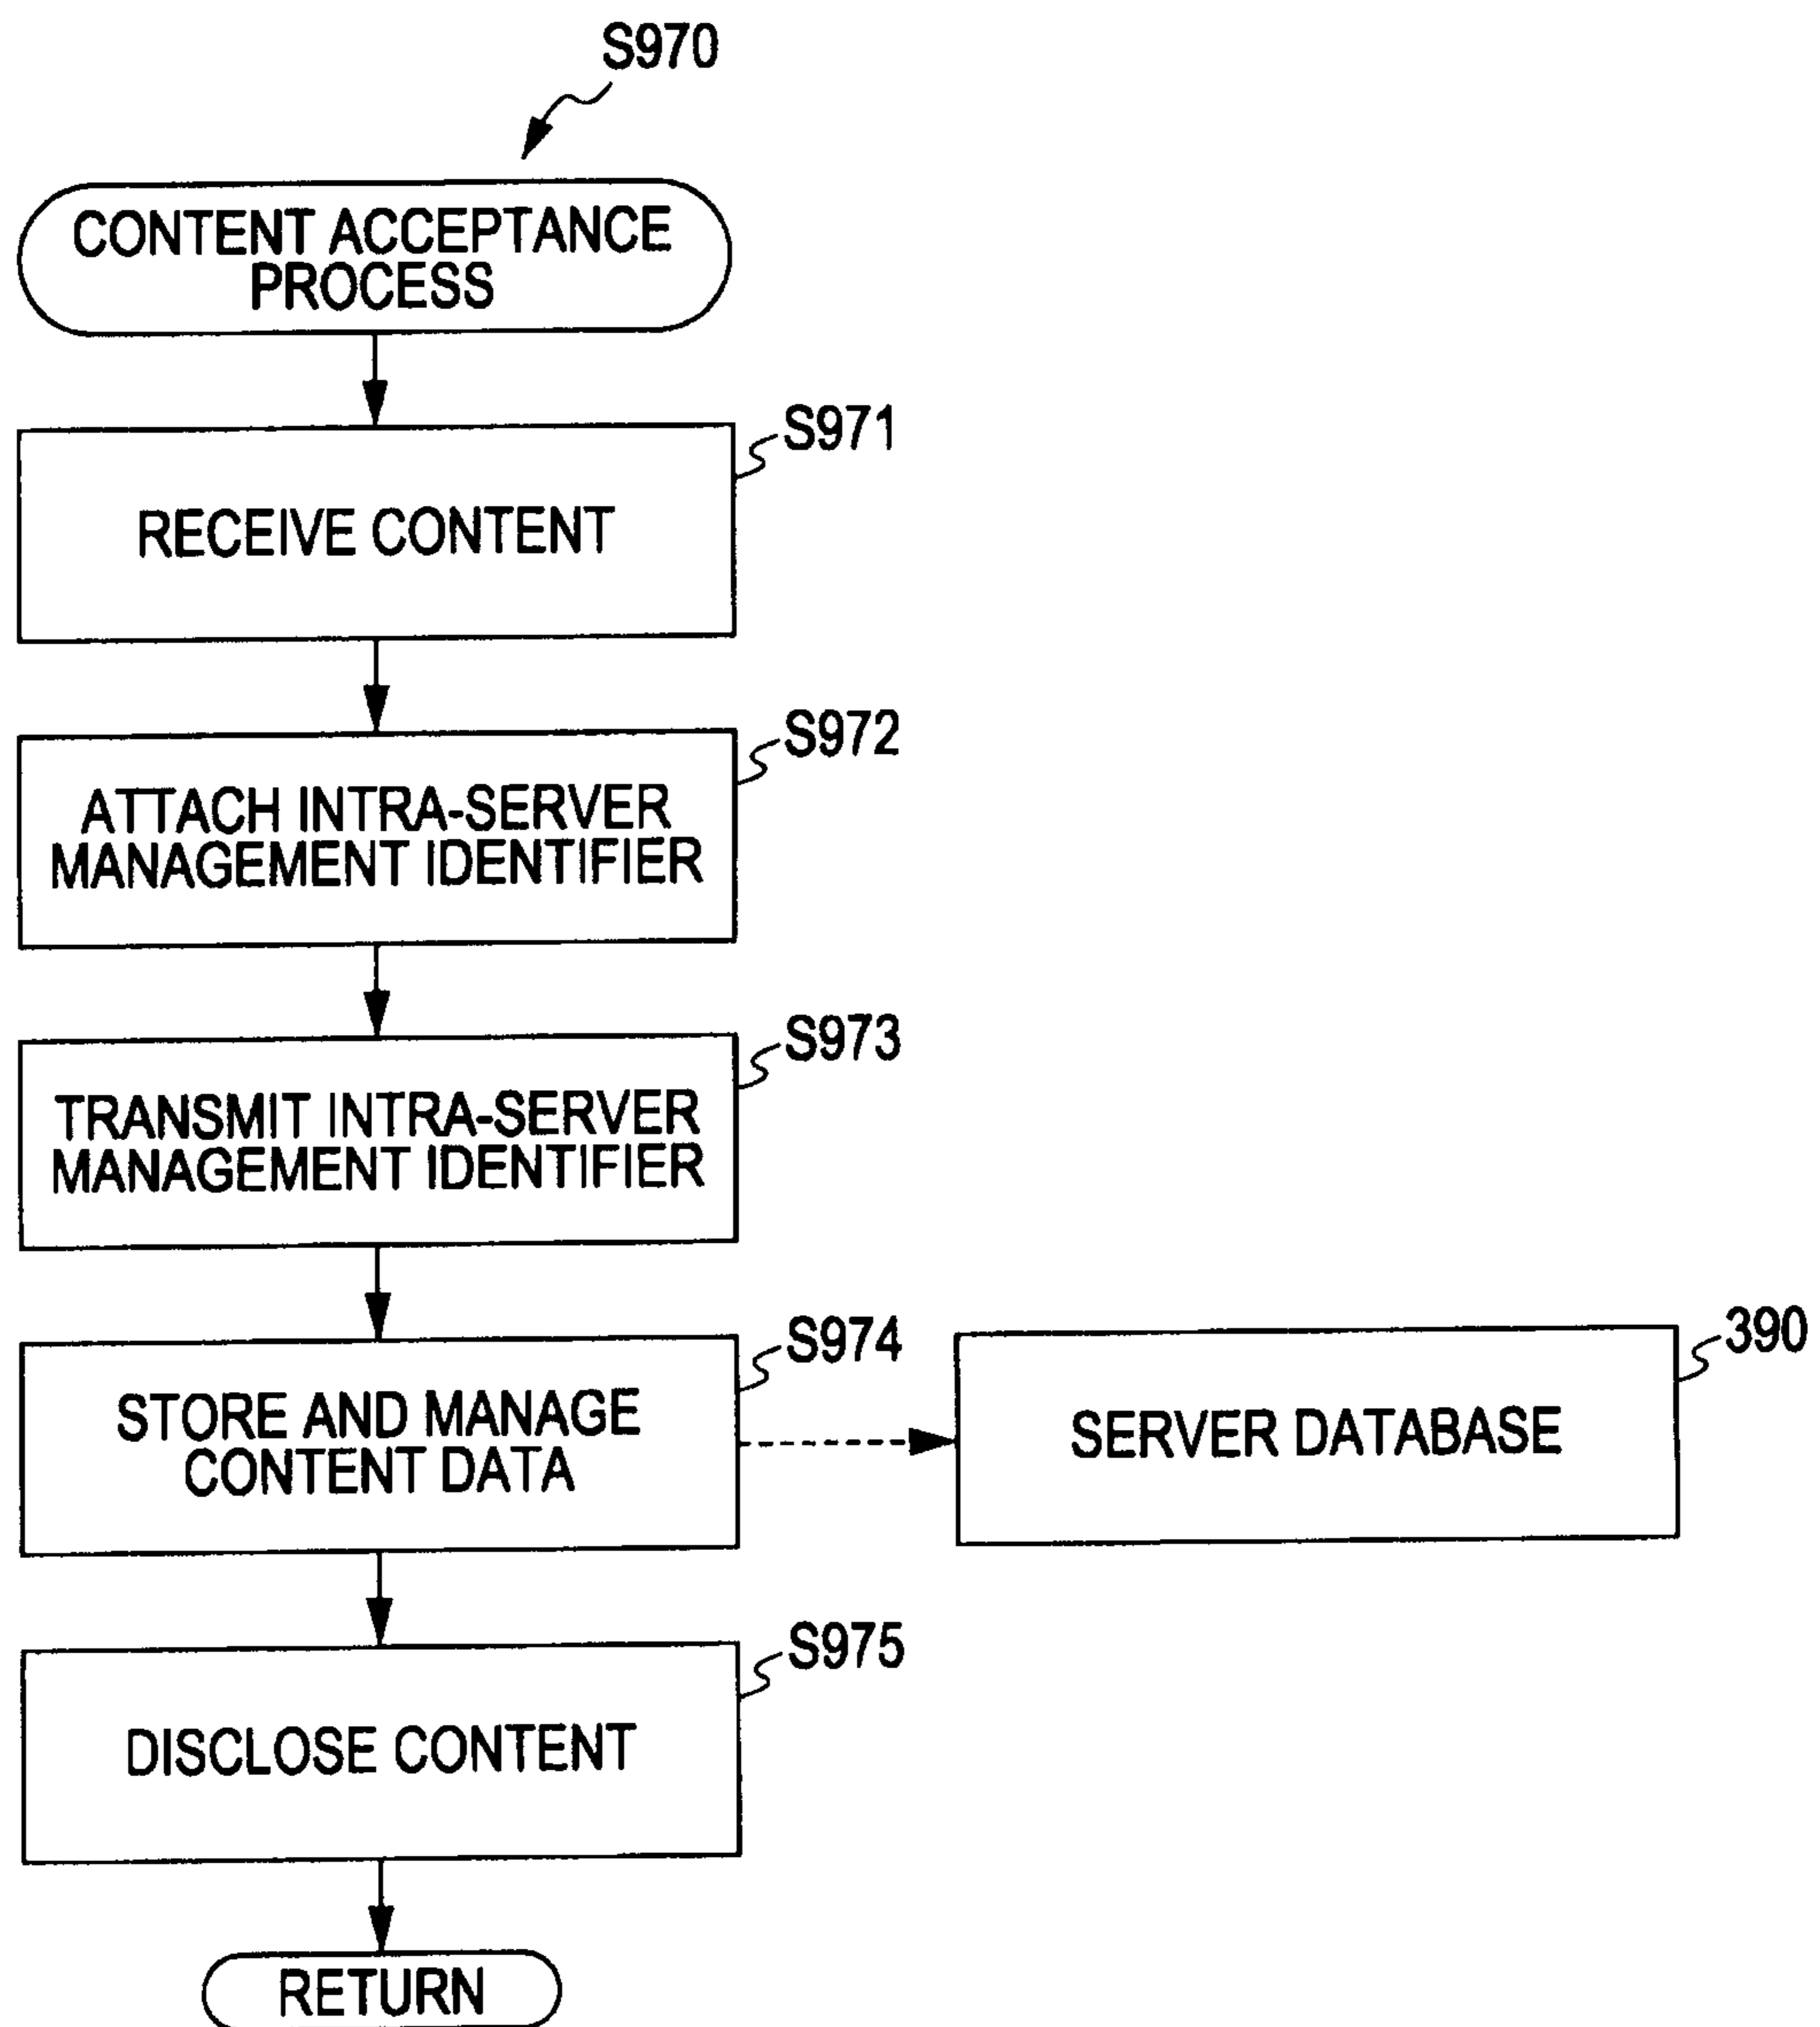 S970
CONTENT ACCEPTANCE
PROCESS
S971
RECEIVE CONTENT
S972
ATTACH INTRA-SERVER
MANAGEMENT IDENTIFIER
S973
TRANSMIT INTRA-SERVER
MANAGEMENT IDENTIFIER
S974
STORE AND MANAGE
CONTENT DATA
390
SERVER DATABASE
S975
DISCLOSE CONTENT
RETURN